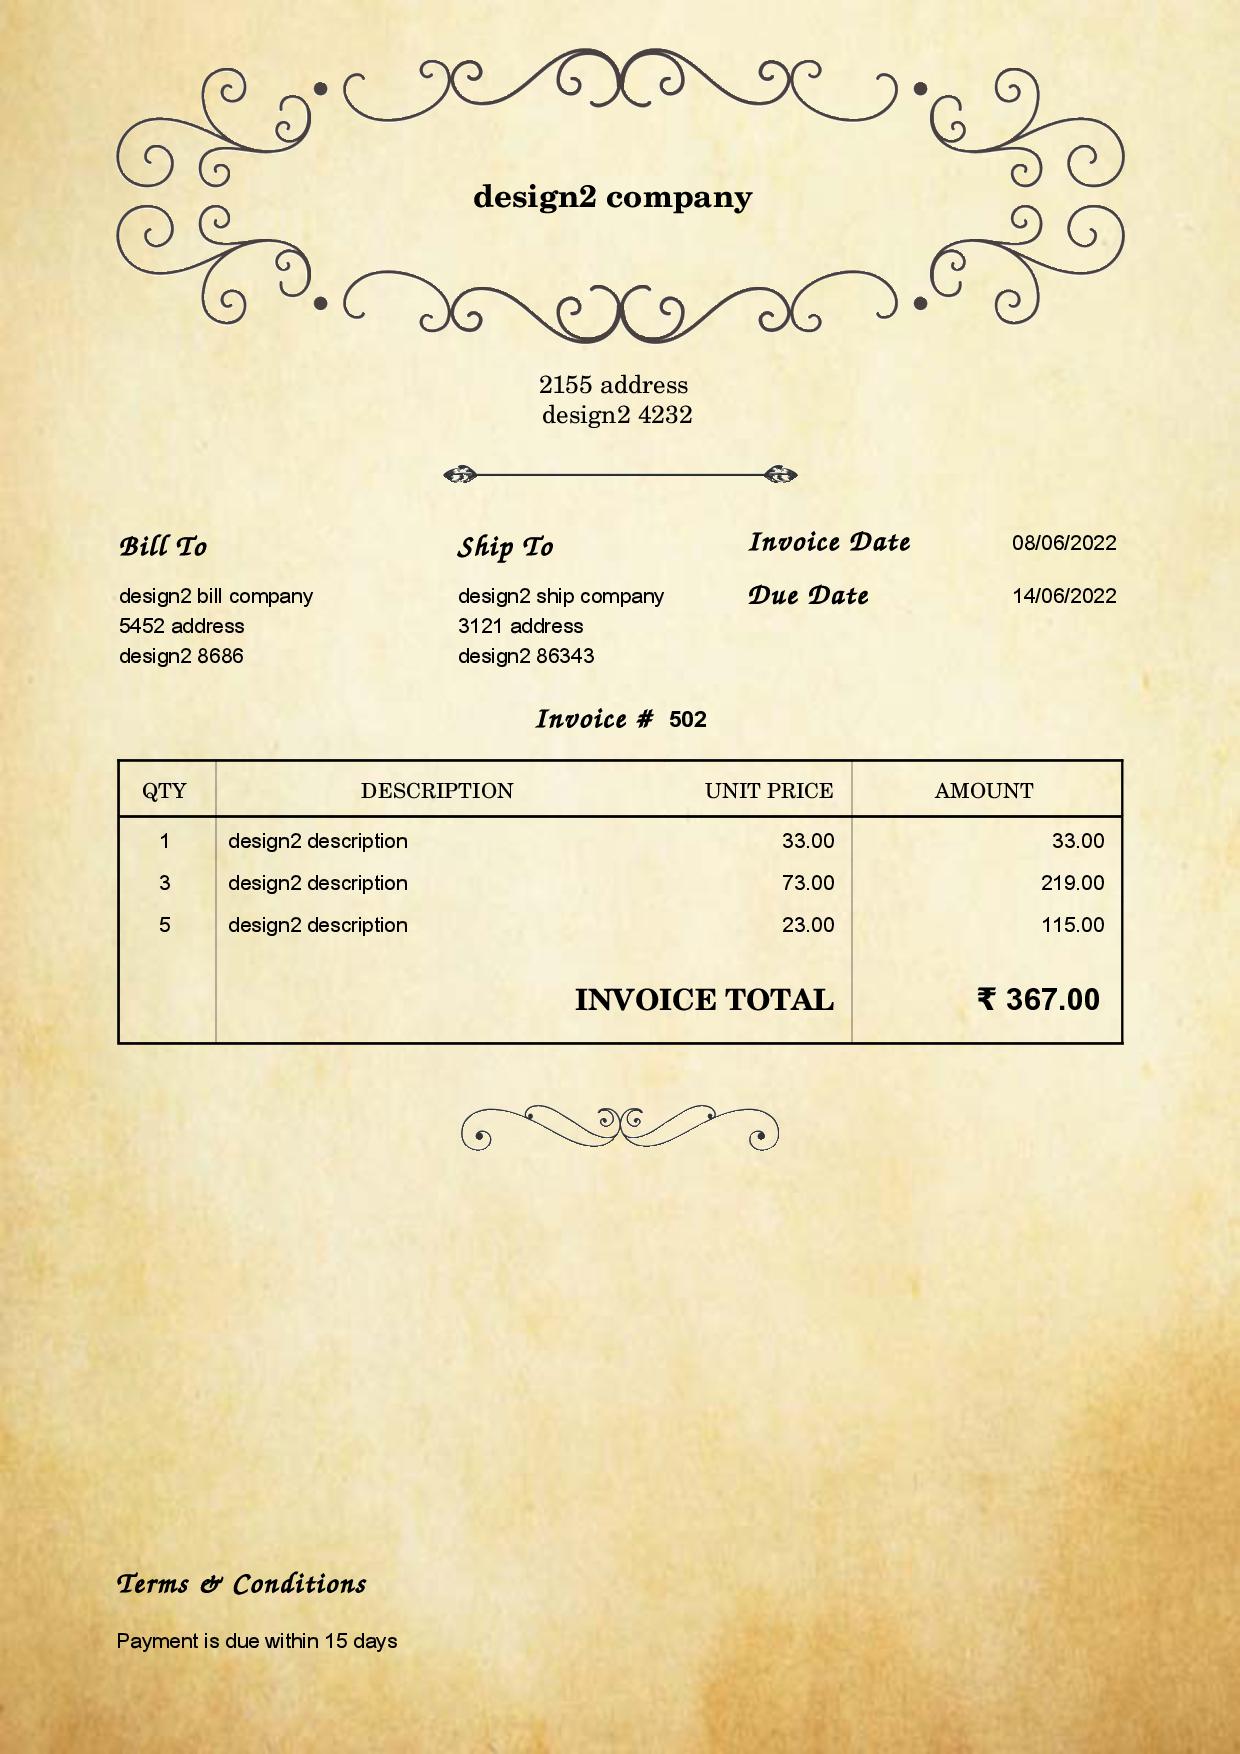 design2 company
2155 address
design2 4232
Bill To
design2 bill company
5452 address
design2 8686
Ship To
design2 ship company
3121 address
design2 86343
Invoice Date 08/06/2022
Due Date 14/06/2022
Invoice # 502
QTY DESCRIPTION UNIT PRICE AMOUNT
1 design2 description 33.00 33.00
3 design2 description 73.00 219.00
5 design2 description 23.00 115.00
INVOICE TOTAL ₹ 367.00
Terms & Conditions
Payment is due within 15 days